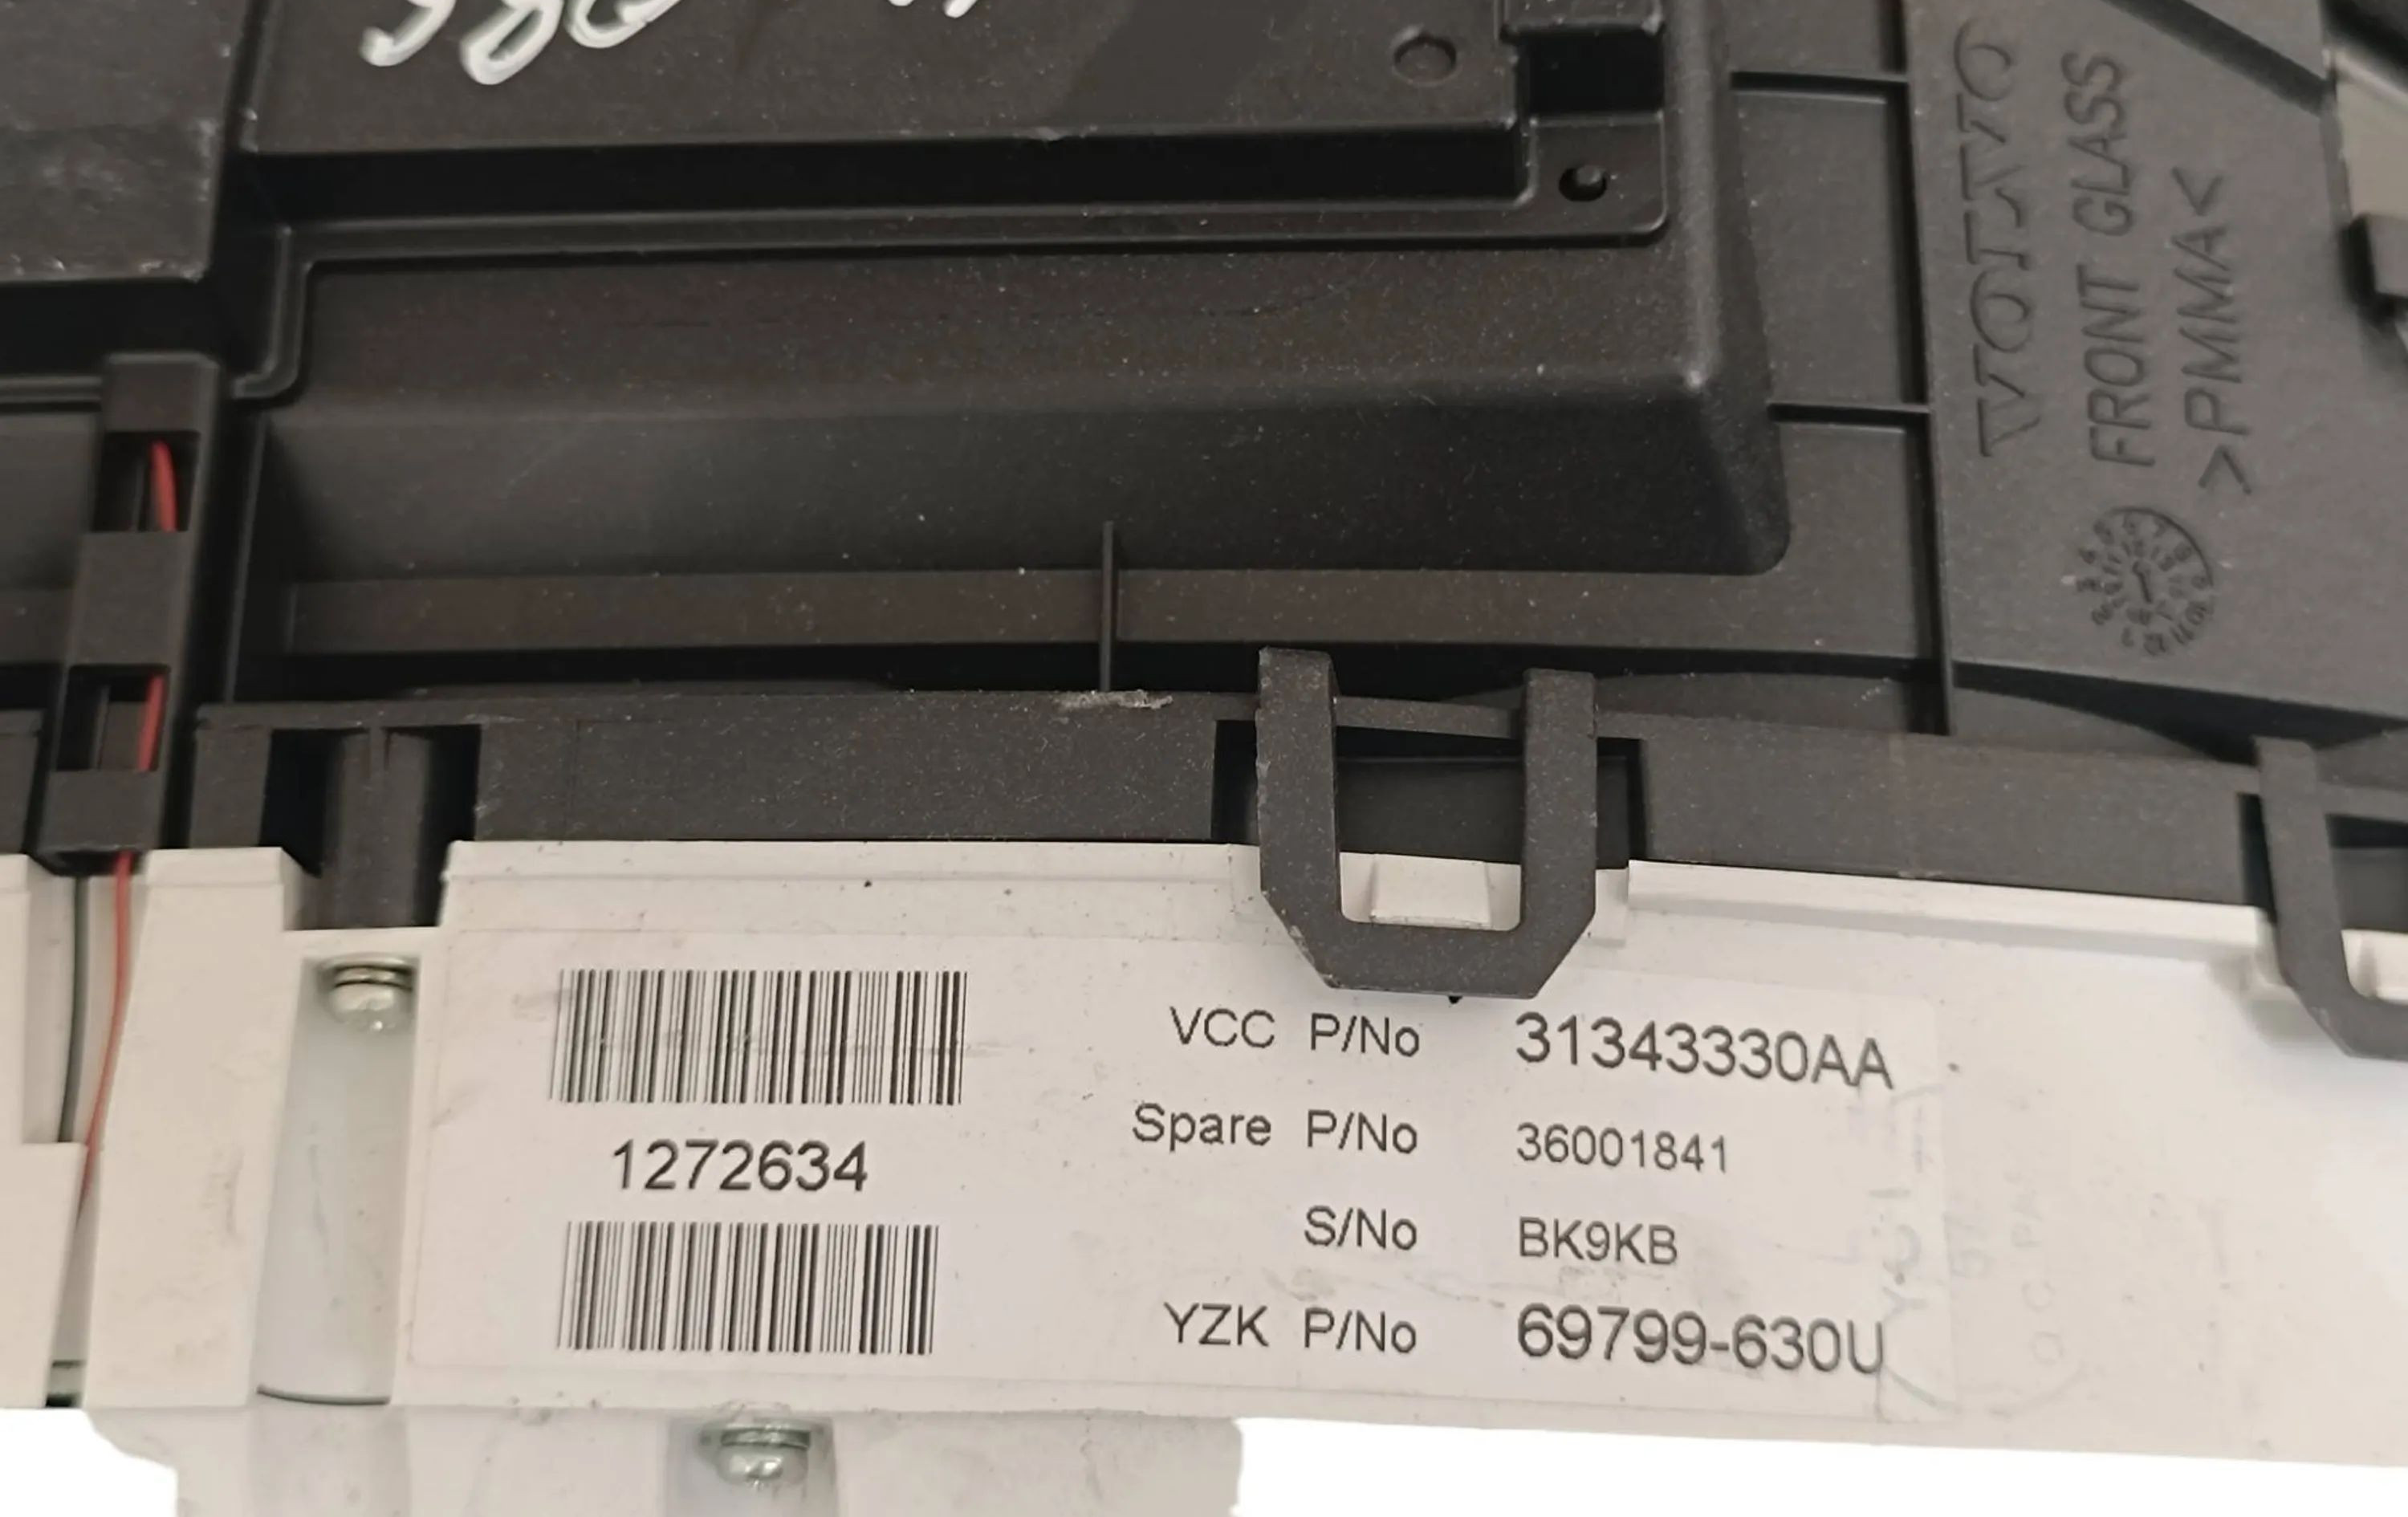 VOLVO
FRONT GLASS
>PMMA<
VCC P/No 31343330AA
Spare P/No 36001841
1272634
S/No BK9KB
YZK P/No 69799-630U